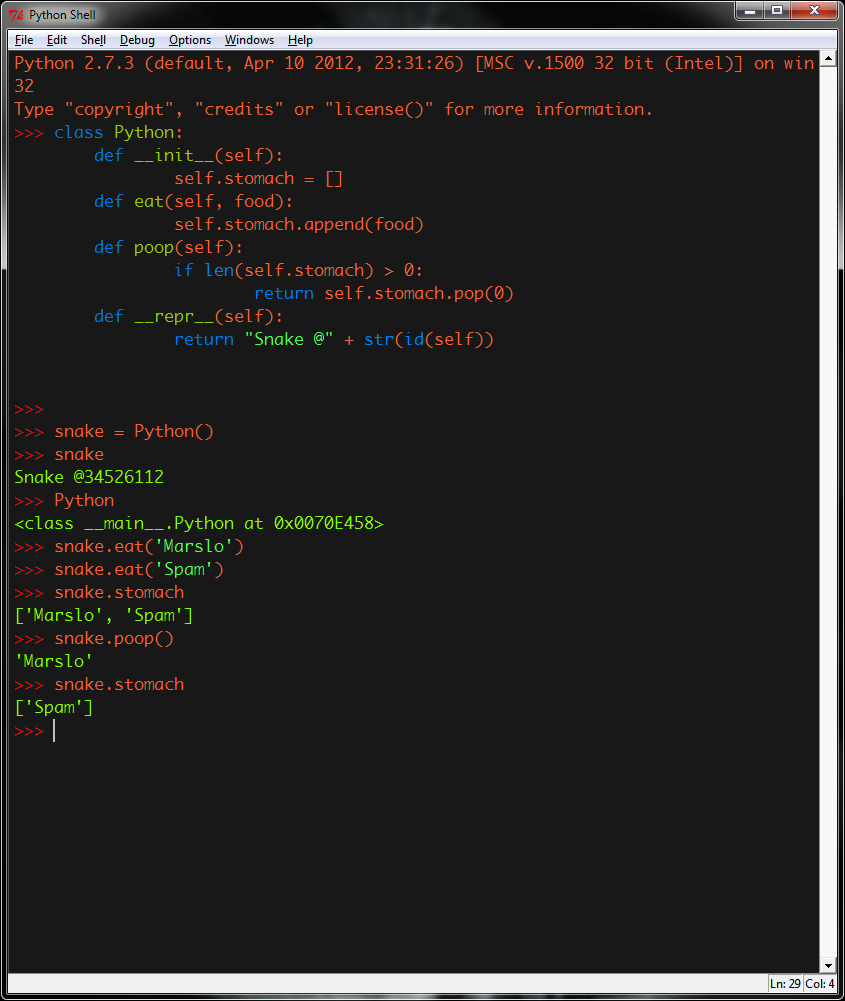 Python Shell
File Edit Shell Debug Options Windows Help
Python 2.7.3 (default, Apr 10 2012, 23:31:26) [MSC v.1500 32 bit (Intel)] on win
32
Type "copyright", "credits" or "license()" for more information.
>>> class Python:
        def __init__(self):
                self.stomach = []
        def eat(self, food):
                self.stomach.append(food)
        def poop(self):
                if len(self.stomach) > 0:
                        return self.stomach.pop(0)
        def __repr__(self):
                return "Snake @" + str(id(self))
>>>
>>> snake = Python()
>>> snake
Snake @34526112
>>> Python
<class __main__.Python at 0x0070E458>
>>> snake.eat('Marslo')
>>> snake.eat('Spam')
>>> snake.stomach
['Marslo', 'Spam']
>>> snake.poop()
'Marslo'
>>> snake.stomach
['Spam']
>>>
Ln: 29 Col: 4